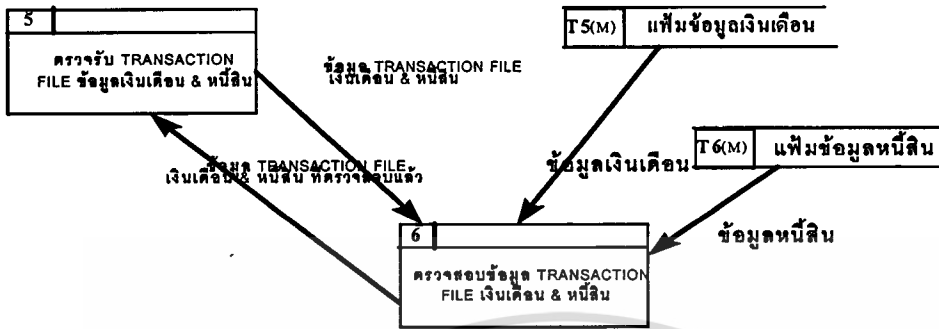 5
ตรวจรับ TRANSACTION
FILE ข้อมูลเงินเดือน & หนี้สิน
ข้อมูล TRANSACTION FILE
เงินเดือน & หนี้สิน
T5(M) แฟ้มข้อมูลเงินเดือน
T6(M) แฟ้มข้อมูลหนี้สิน
ข้อมูล TRANSACTION FILE
เงินเดือน & หนี้สิน ที่ตรวจสอบแล้ว
ข้อมูลเงินเดือน
ข้อมูลหนี้สิน
6
ตรวจสอบข้อมูล TRANSACTION
FILE เงินเดือน & หนี้สิน